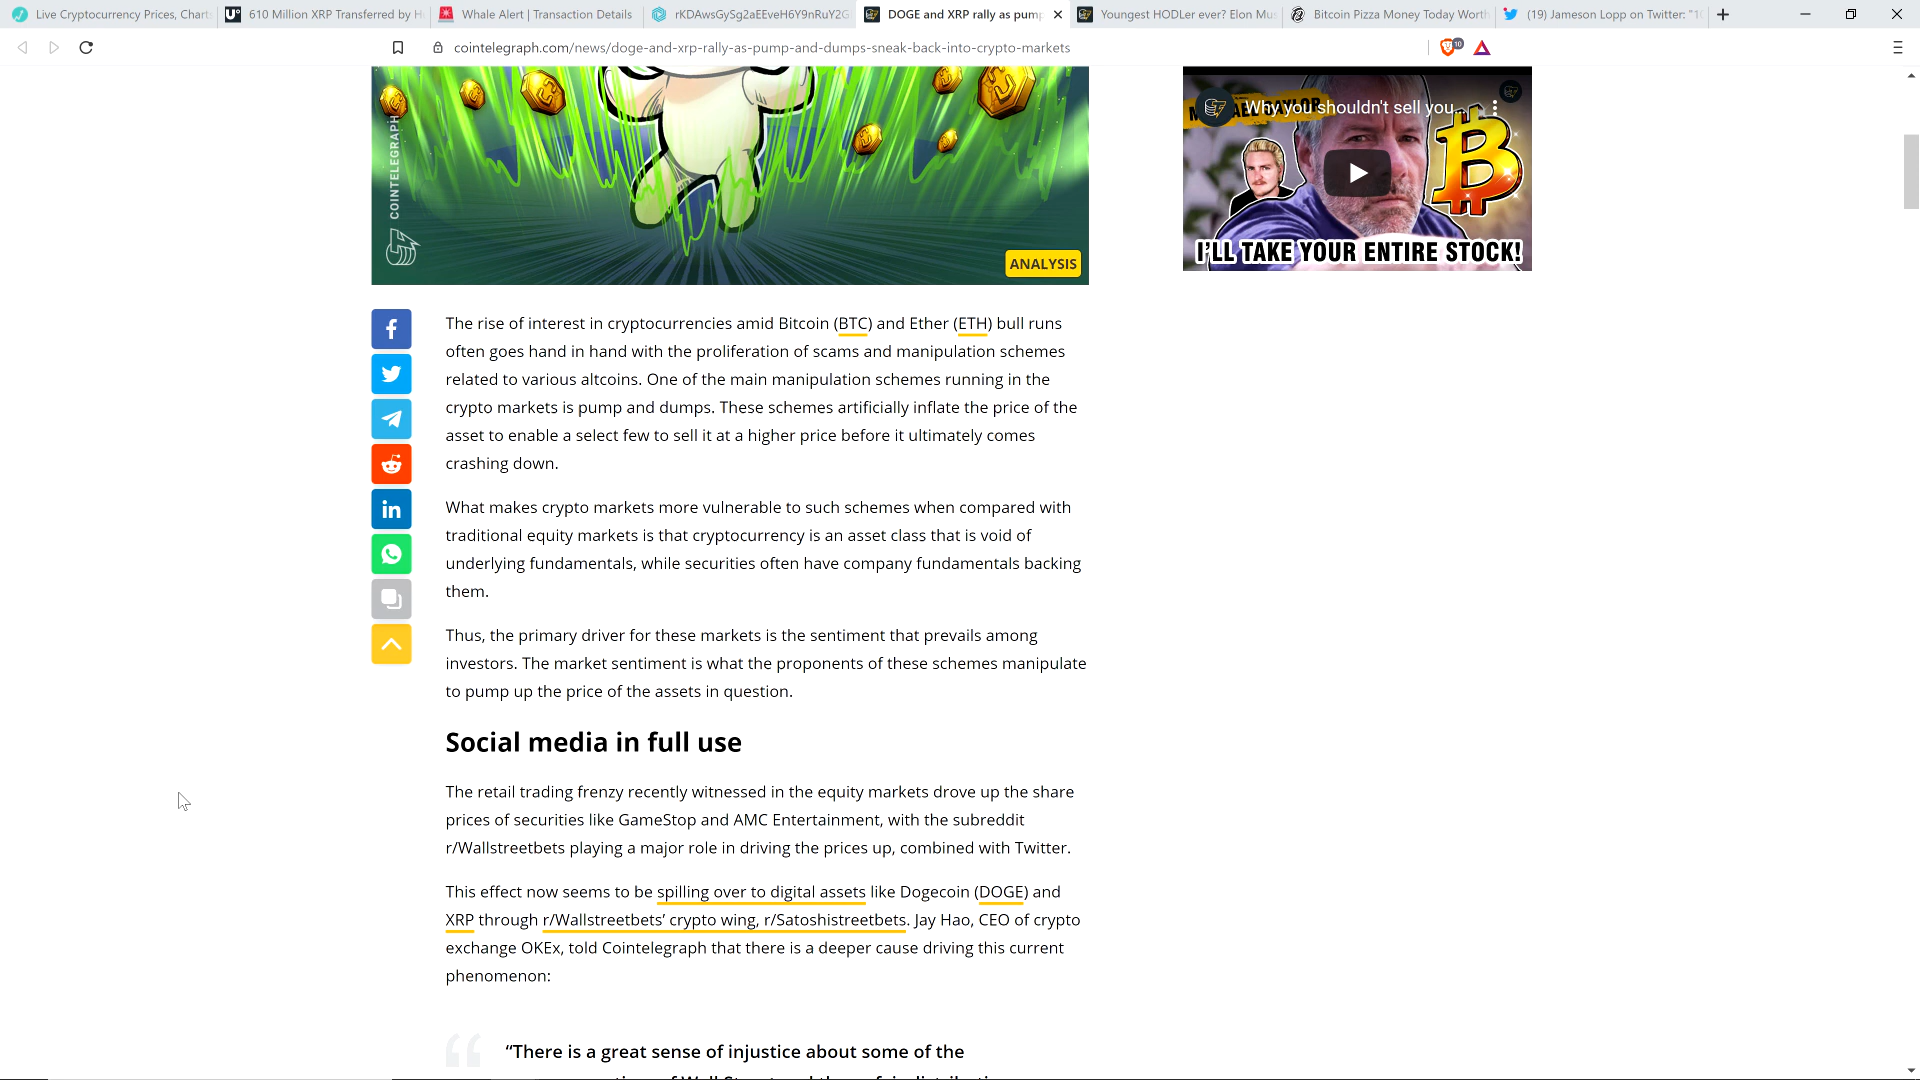 Live Cryptocurrency Prices, Chart
610 Million XRP Transferred by H
Whale Alert | Transaction Details
rKDAwsGySg2aEEveH6Y9nRuY2G
DOGE and XRP rally as pump
Youngest HODLer ever? Elon Mus
Bitcoin Pizza Money Today Worth
(19) Jameson Lopp on Twitter: "1
cointelegraph.com/news/doge-and-xrp-rally-as-pump-and-dumps-sneak-back-into-crypto-markets
10
COINTELEGRAPH
ANALYSIS
Why you shouldn't sell you...
I'LL TAKE YOUR ENTIRE STOCK!
The rise of interest in cryptocurrencies amid Bitcoin (BTC) and Ether (ETH) bull runs
often goes hand in hand with the proliferation of scams and manipulation schemes
related to various altcoins. One of the main manipulation schemes running in the
crypto markets is pump and dumps. These schemes artificially inflate the price of the
asset to enable a select few to sell it at a higher price before it ultimately comes
crashing down.
What makes crypto markets more vulnerable to such schemes when compared with
traditional equity markets is that cryptocurrency is an asset class that is void of
underlying fundamentals, while securities often have company fundamentals backing
them.
Thus, the primary driver for these markets is the sentiment that prevails among
investors. The market sentiment is what the proponents of these schemes manipulate
to pump up the price of the assets in question.
Social media in full use
The retail trading frenzy recently witnessed in the equity markets drove up the share
prices of securities like GameStop and AMC Entertainment, with the subreddit
r/Wallstreetbets playing a major role in driving the prices up, combined with Twitter.
This effect now seems to be spilling over to digital assets like Dogecoin (DOGE) and
XRP through r/Wallstreetbets’ crypto wing, r/Satoshistreetbets. Jay Hao, CEO of crypto
exchange OKEx, told Cointelegraph that there is a deeper cause driving this current
phenomenon:
“There is a great sense of injustice about some of the